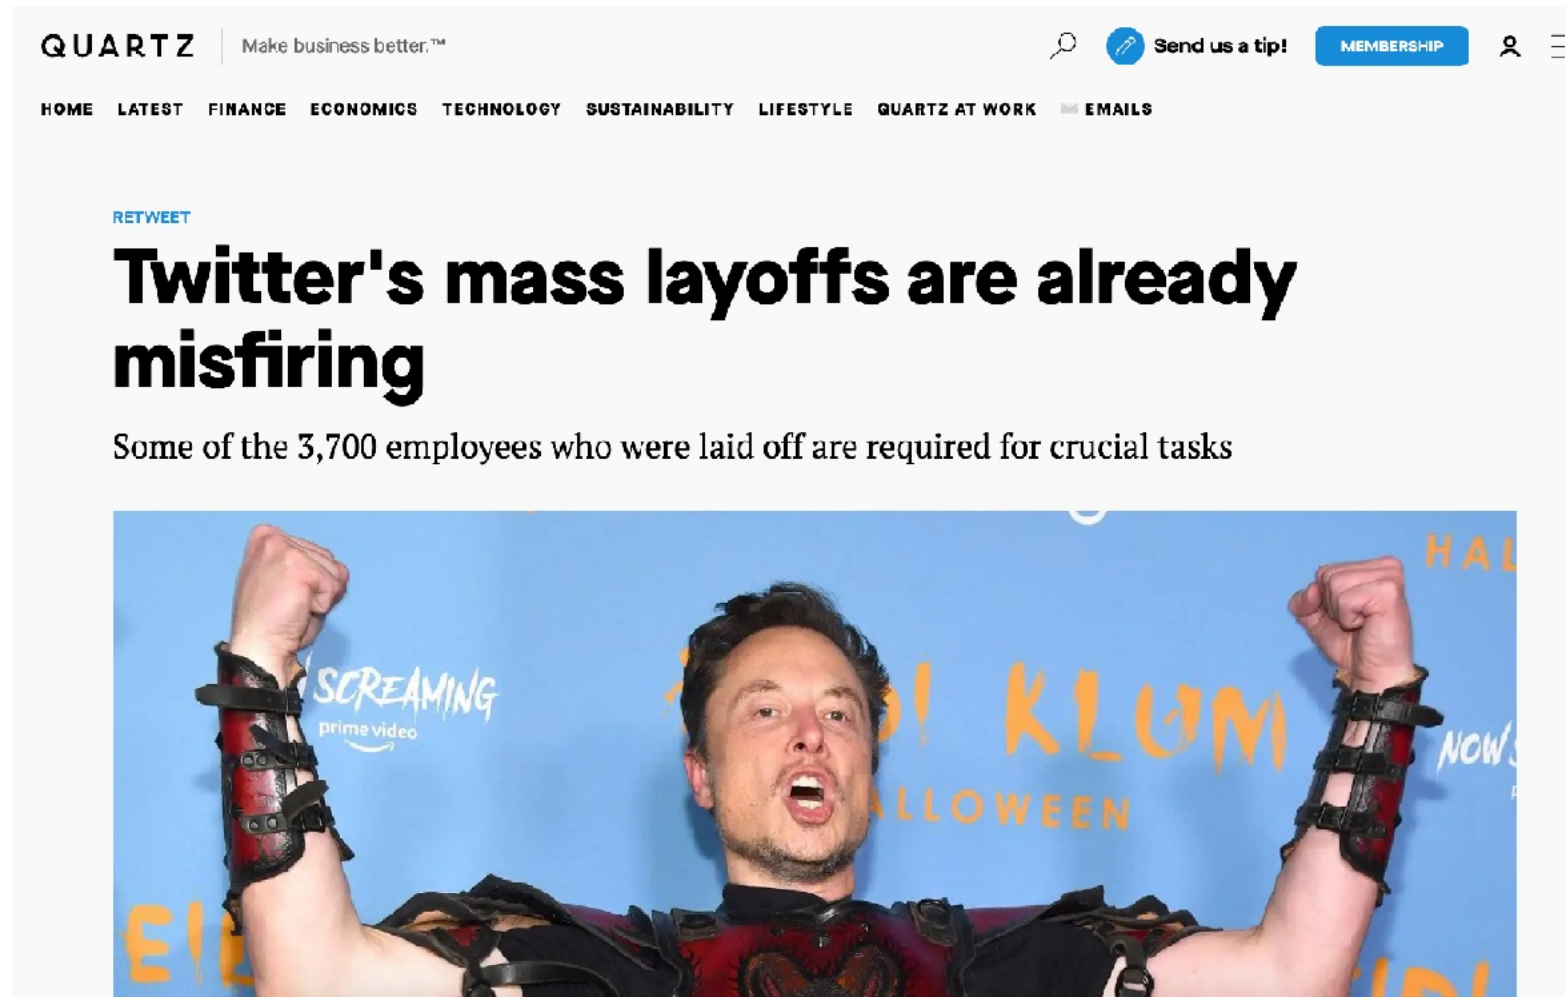 QUARTZ Make business better.™ Send us a tip! MEMBERSHIP
HOME LATEST FINANCE ECONOMICS TECHNOLOGY SUSTAINABILITY LIFESTYLE QUARTZ AT WORK EMAILS
RETWEET
Twitter's mass layoffs are already
misfiring
Some of the 3,700 employees who were laid off are required for crucial tasks
HAL
SCREAMING
prime video
KLUM
NOW
ALLOWEEN